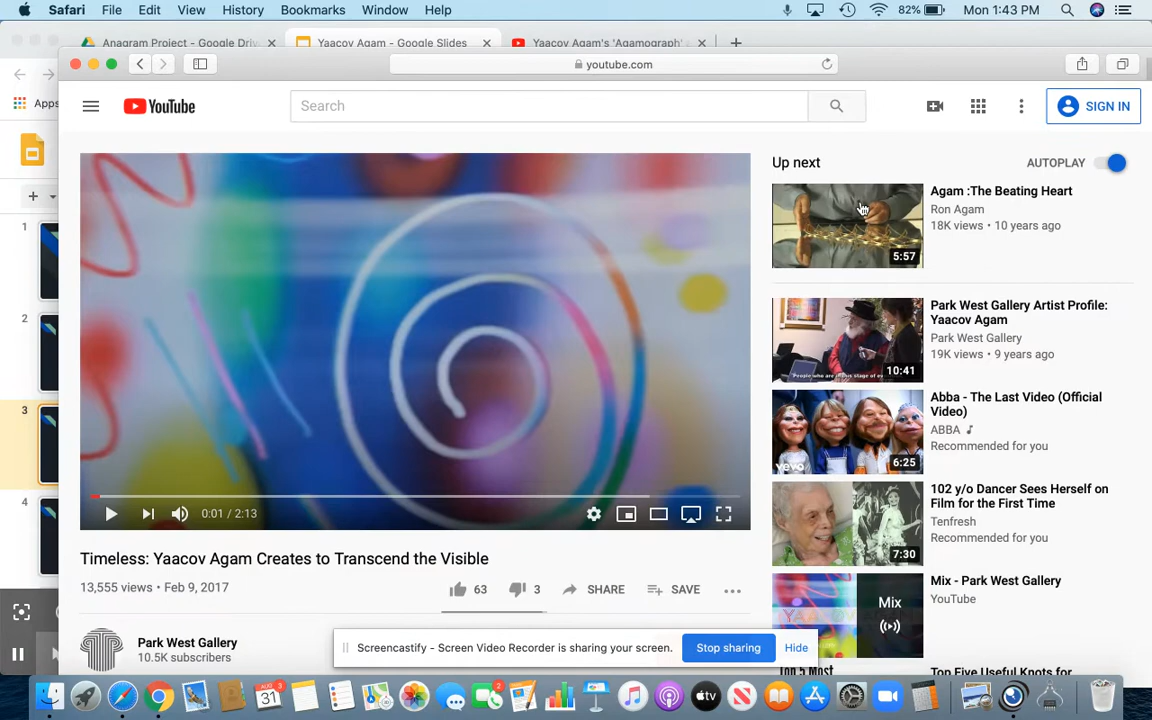 Safari File Edit View History Bookmarks Window Help 82% Mon 1:43 PM
Anagram Project - Google Driv × Yaacov Agam - Google Slides × Yaacov Agam's 'Agamograph' × +
youtube.com
Apps
YouTube
Search
SIGN IN
Up next
AUTOPLAY
5:57
Agam :The Beating Heart
Ron Agam
18K views • 10 years ago
1
2
3
4
10:41
Park West Gallery Artist Profile:
Yaacov Agam
Park West Gallery
19K views • 9 years ago
vevo
6:25
Abba - The Last Video (Official
Video)
ABBA
Recommended for you
7:30
102 y/o Dancer Sees Herself on
Film for the First Time
Tenfresh
Recommended for you
Mix
Mix - Park West Gallery
YouTube
0:01 / 2:13
Timeless: Yaacov Agam Creates to Transcend the Visible
13,555 views • Feb 9, 2017
63 3 SHARE SAVE
Park West Gallery
10.5K subscribers
Screencastify - Screen Video Recorder is sharing your screen. Stop sharing Hide
AUG 31
3
2
tv